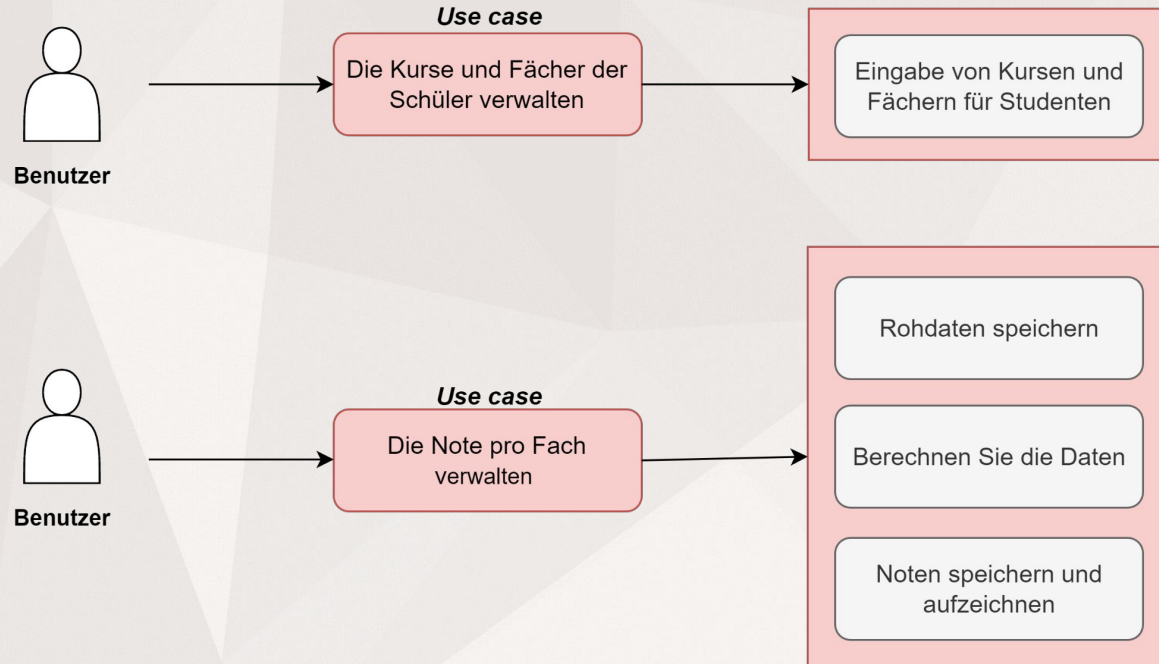 Use case
Die Kurse und Fächer der
Schüler verwalten
Eingabe von Kursen und
Fächern für Studenten
Benutzer
Use case
Die Note pro Fach
verwalten
Benutzer
Rohdaten speichern
Berechnen Sie die Daten
Noten speichern und
aufzeichnen